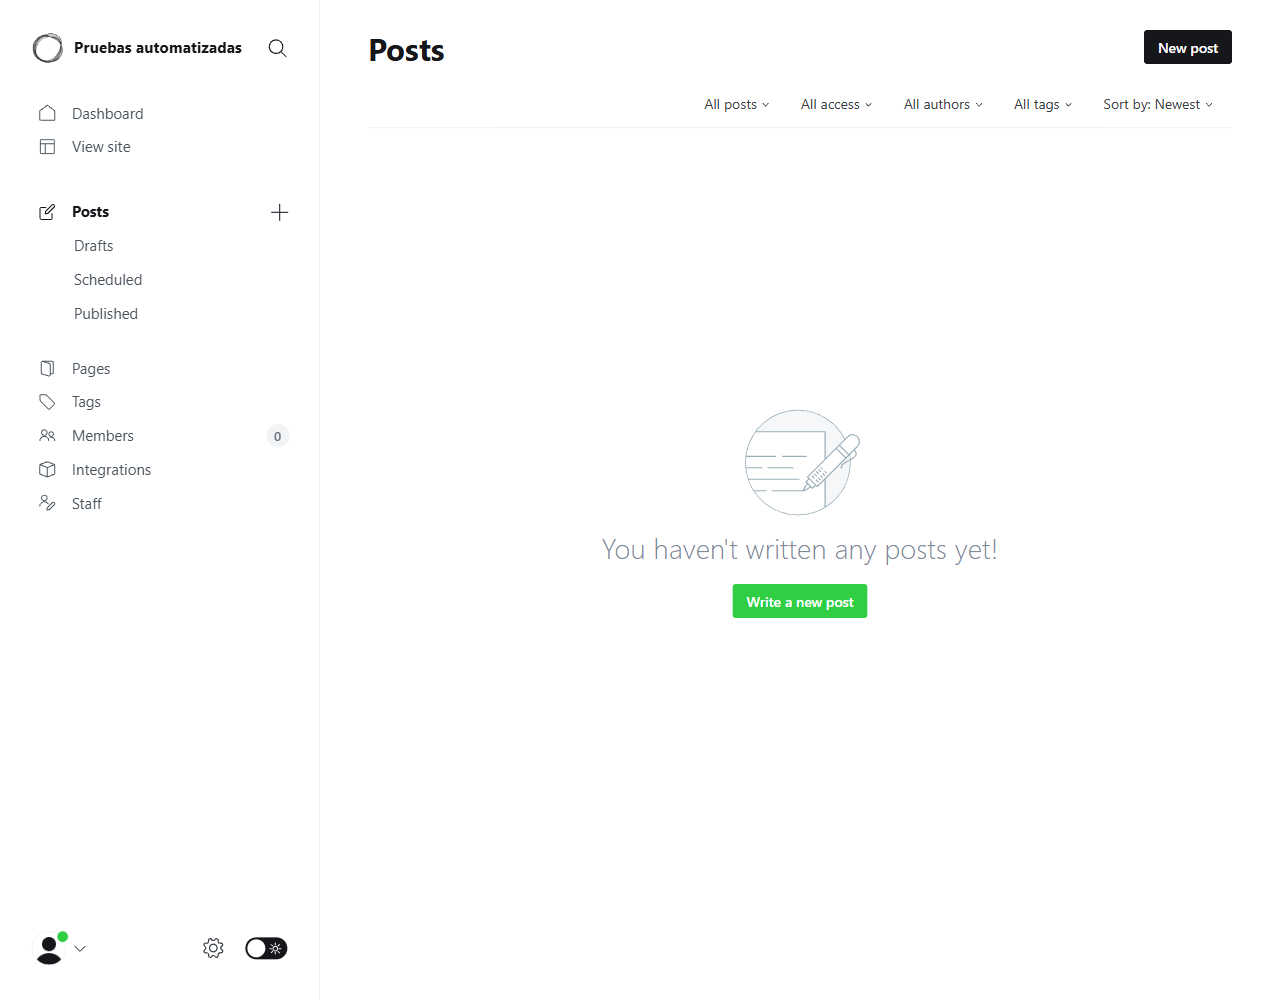 Pruebas automatizadas
Dashboard
View site
Posts
Drafts
Scheduled
Published
Pages
Tags
Members 0
Integrations
Staff
Posts
New post
All posts All access All authors All tags Sort by: Newest
You haven't written any posts yet!
Write a new post